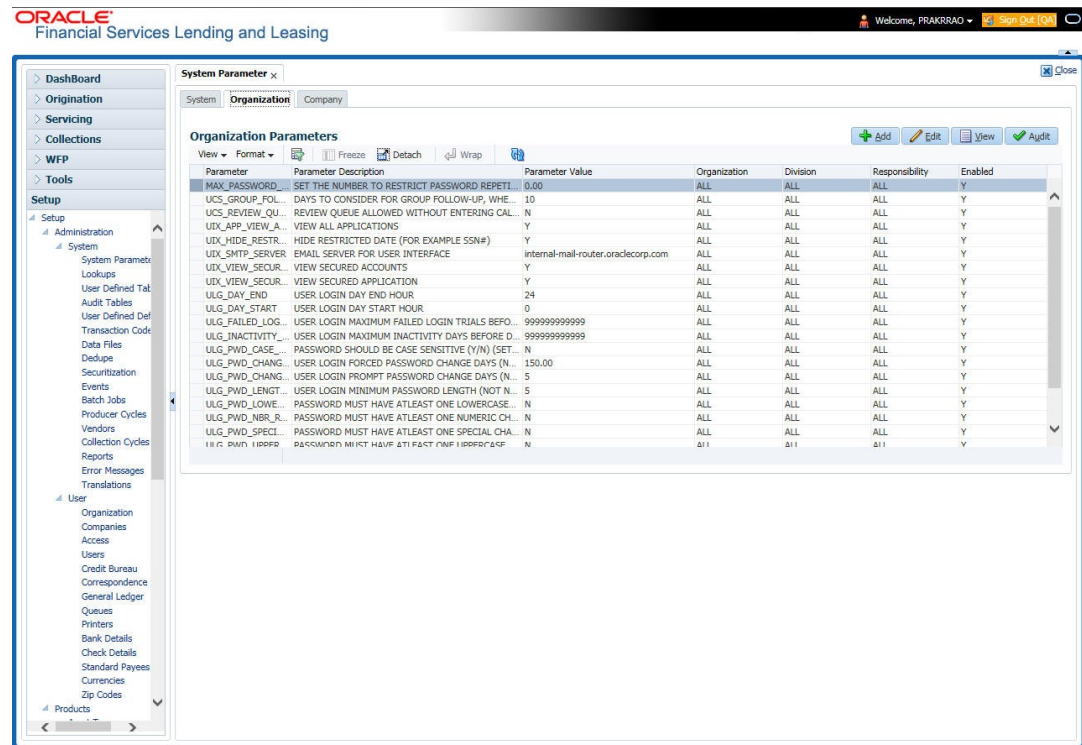 ORACLE
Financial Services Lending and Leasing
Welcome, PRAKRRAO
Sign Out [QA]
DashBoard
Origination
Servicing
Collections
WFP
Tools
Setup
Setup
Administration
System
System Paramete
Lookups
User Defined Tab
Audit Tables
User Defined Def
Transaction Code
Data Files
Dedupe
Securitization
Events
Batch Jobs
Producer Cycles
Vendors
Collection Cycles
Reports
Error Messages
Translations
User
Organization
Companies
Access
Users
Credit Bureau
Correspondence
General Ledger
Queues
Printers
Bank Details
Check Details
Standard Payees
Currencies
Zip Codes
Products
System Parameter x
Close
System Organization Company
Organization Parameters
Add Edit View Audit
View Format Freeze Detach Wrap
Parameter Parameter Description Parameter Value Organization Division Responsibility Enabled
MAX_PASSWORD_... SET THE NUMBER TO RESTRICT PASSWORD REPETI... 0.00 ALL ALL ALL Y
UCS_GROUP_FOL... DAYS TO CONSIDER FOR GROUP FOLLOW-UP, WHE... 10 ALL ALL ALL Y
UCS_REVIEW_QU... REVIEW QUEUE ALLOWED WITHOUT ENTERING CAL... N ALL ALL ALL Y
UIX_APP_VIEW_A... VIEW ALL APPLICATIONS Y ALL ALL ALL Y
UIX_HIDE_RESTR... HIDE RESTRICTED DATE (FOR EXAMPLE SSN#) Y ALL ALL ALL Y
UIX_SMTP_SERVER EMAIL SERVER FOR USER INTERFACE internal-mail-router.oraclecorp.com ALL ALL ALL Y
UIX_VIEW_SECUR... VIEW SECURED ACCOUNTS Y ALL ALL ALL Y
UIX_VIEW_SECUR... VIEW SECURED APPLICATION Y ALL ALL ALL Y
ULG_DAY_END USER LOGIN DAY END HOUR 24 ALL ALL ALL Y
ULG_DAY_START USER LOGIN DAY START HOUR 0 ALL ALL ALL Y
ULG_FAILED_LOG... USER LOGIN MAXIMUM FAILED LOGIN TRIALS BEFO... 999999999999 ALL ALL ALL Y
ULG_INACTIVITY_... USER LOGIN MAXIMUM INACTIVITY DAYS BEFORE D... 999999999999 ALL ALL ALL Y
ULG_PWD_CASE_... PASSWORD SHOULD BE CASE SENSITIVE (Y/N) (SET... N ALL ALL ALL Y
ULG_PWD_CHANG... USER LOGIN FORCED PASSWORD CHANGE DAYS (N... 150.00 ALL ALL ALL Y
ULG_PWD_CHANG... USER LOGIN PROMPT PASSWORD CHANGE DAYS (N... 5 ALL ALL ALL Y
ULG_PWD_LENGT... USER LOGIN MINIMUM PASSWORD LENGTH (NOT N... 5 ALL ALL ALL Y
ULG_PWD_LOWE... PASSWORD MUST HAVE ATLEAST ONE LOWERCASE... N ALL ALL ALL Y
ULG_PWD_NBR_R... PASSWORD MUST HAVE ATLEAST ONE NUMERIC CH... N ALL ALL ALL Y
ULG_PWD_SPECI... PASSWORD MUST HAVE ATLEAST ONE SPECIAL CHA... N ALL ALL ALL Y
ULG_PWD_UPPER... PASSWORD MUST HAVE ATLEAST ONE UPPERCASE... N ALL ALL ALL Y